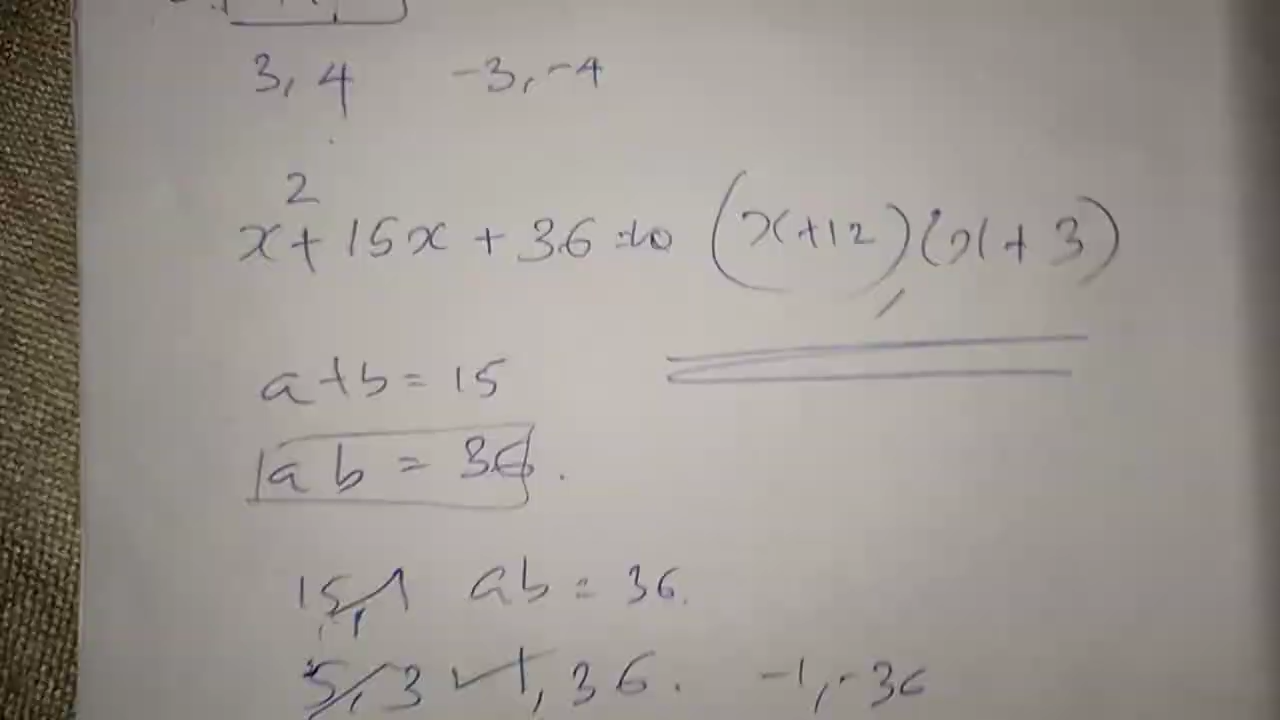 3, 4 -3, -4
x² + 15x + 36 = 0 (x+12)(x+3)
a+b = 15
ab = 36.
15, 1 ab = 36.
5, 3 1, 36. -1, -36